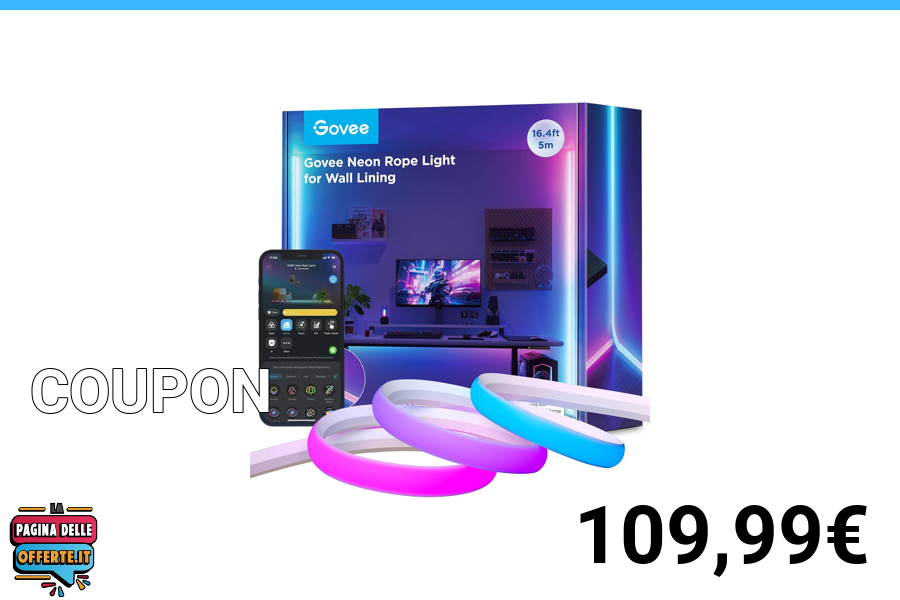 Govee
16.4ft
5m
Govee Neon Rope Light
for Wall Lining
COUPON
LA
PAGINA DELLE
OFFERTE.IT
109,99€